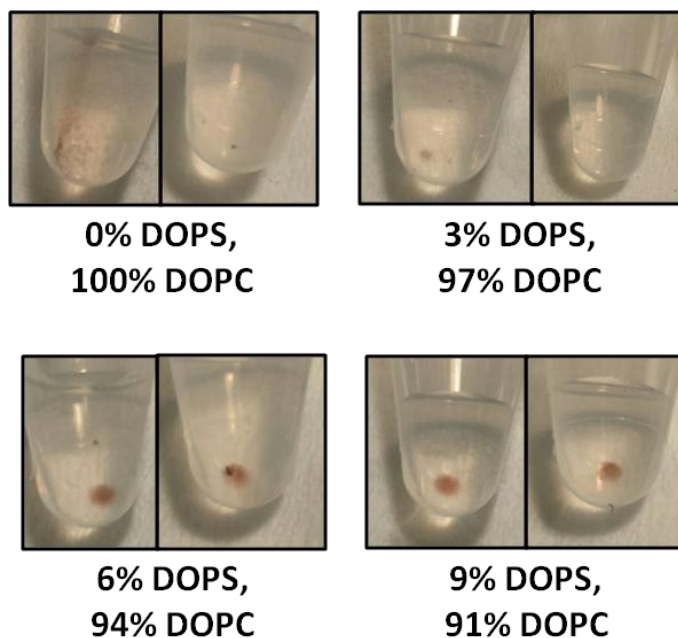 0% DOPS,
100% DOPC
3% DOPS,
97% DOPC
6% DOPS,
94% DOPC
9% DOPS,
91% DOPC